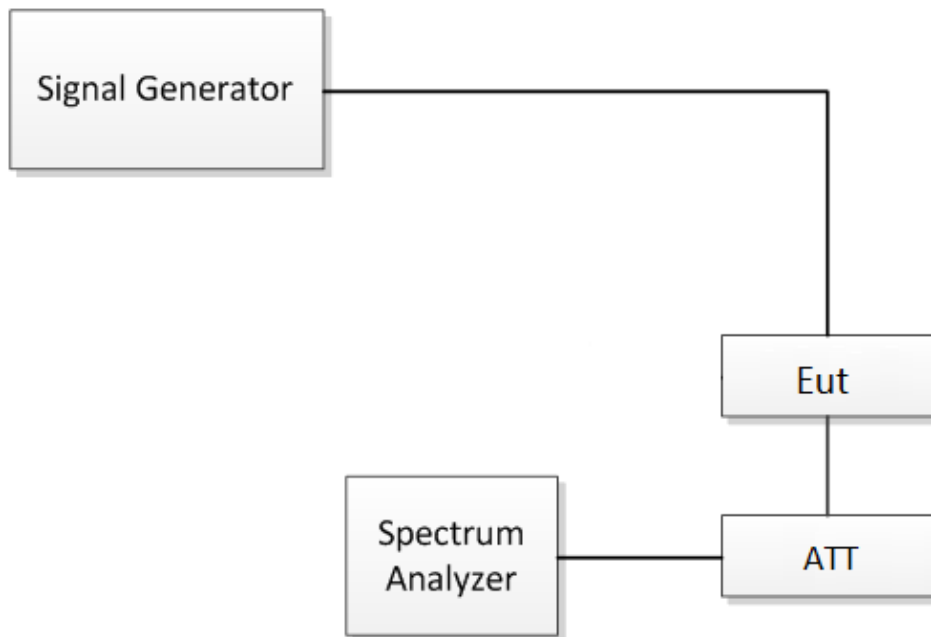 Signal Generator
Eut
Spectrum
Analyzer
ATT